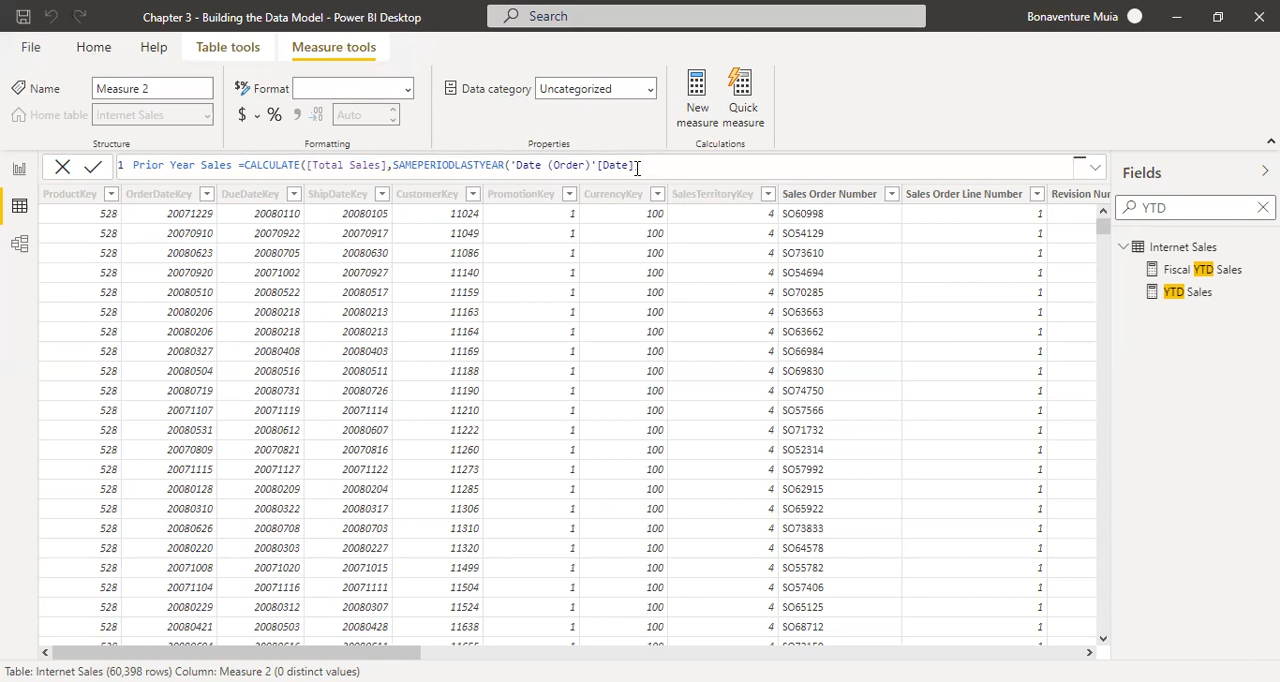 Chapter 3 - Building the Data Model - Power BI Desktop
Search
Bonaventure Muia
File Home Help Table tools Measure tools
Name Measure 2
Home table Internet Sales
Structure
$% Format
$ % Auto
Formatting
Data category Uncategorized
Properties
New measure Quick measure
Calculations
1 Prior Year Sales =CALCULATE([Total Sales],SAMEPERIODLASTYEAR('Date (Order)'[Date]
ProductKey OrderDateKey DueDateKey ShipDateKey CustomerKey PromotionKey CurrencyKey SalesTerritoryKey Sales Order Number Sales Order Line Number Revision Nur
528 20071229 20080110 20080105 11024 1 100 4 SO60998 1
528 20070910 20070922 20070917 11049 1 100 4 SO54129 1
528 20080623 20080705 20080630 11086 1 100 4 SO73610 1
528 20070920 20071002 20070927 11140 1 100 4 SO54694 1
528 20080510 20080522 20080517 11159 1 100 4 SO70285 1
528 20080206 20080218 20080213 11163 1 100 4 SO63663 1
528 20080206 20080218 20080213 11164 1 100 4 SO63662 1
528 20080327 20080408 20080403 11169 1 100 4 SO66984 1
528 20080504 20080516 20080511 11188 1 100 4 SO69830 1
528 20080719 20080731 20080726 11190 1 100 4 SO74750 1
528 20071107 20071119 20071114 11210 1 100 4 SO57566 1
528 20080531 20080612 20080607 11222 1 100 4 SO71732 1
528 20070809 20070821 20070816 11260 1 100 4 SO52314 1
528 20071115 20071127 20071122 11273 1 100 4 SO57992 1
528 20080128 20080209 20080204 11285 1 100 4 SO62915 1
528 20080310 20080322 20080317 11306 1 100 4 SO65922 1
528 20080626 20080708 20080703 11310 1 100 4 SO73833 1
528 20080220 20080303 20080227 11320 1 100 4 SO64578 1
528 20071008 20071020 20071015 11499 1 100 4 SO55782 1
528 20071104 20071116 20071111 11504 1 100 4 SO57406 1
528 20080229 20080312 20080307 11524 1 100 4 SO65125 1
528 20080421 20080503 20080428 11638 1 100 4 SO68712 1
Fields
YTD
Internet Sales
Fiscal YTD Sales
YTD Sales
Table: Internet Sales (60,398 rows) Column: Measure 2 (0 distinct values)